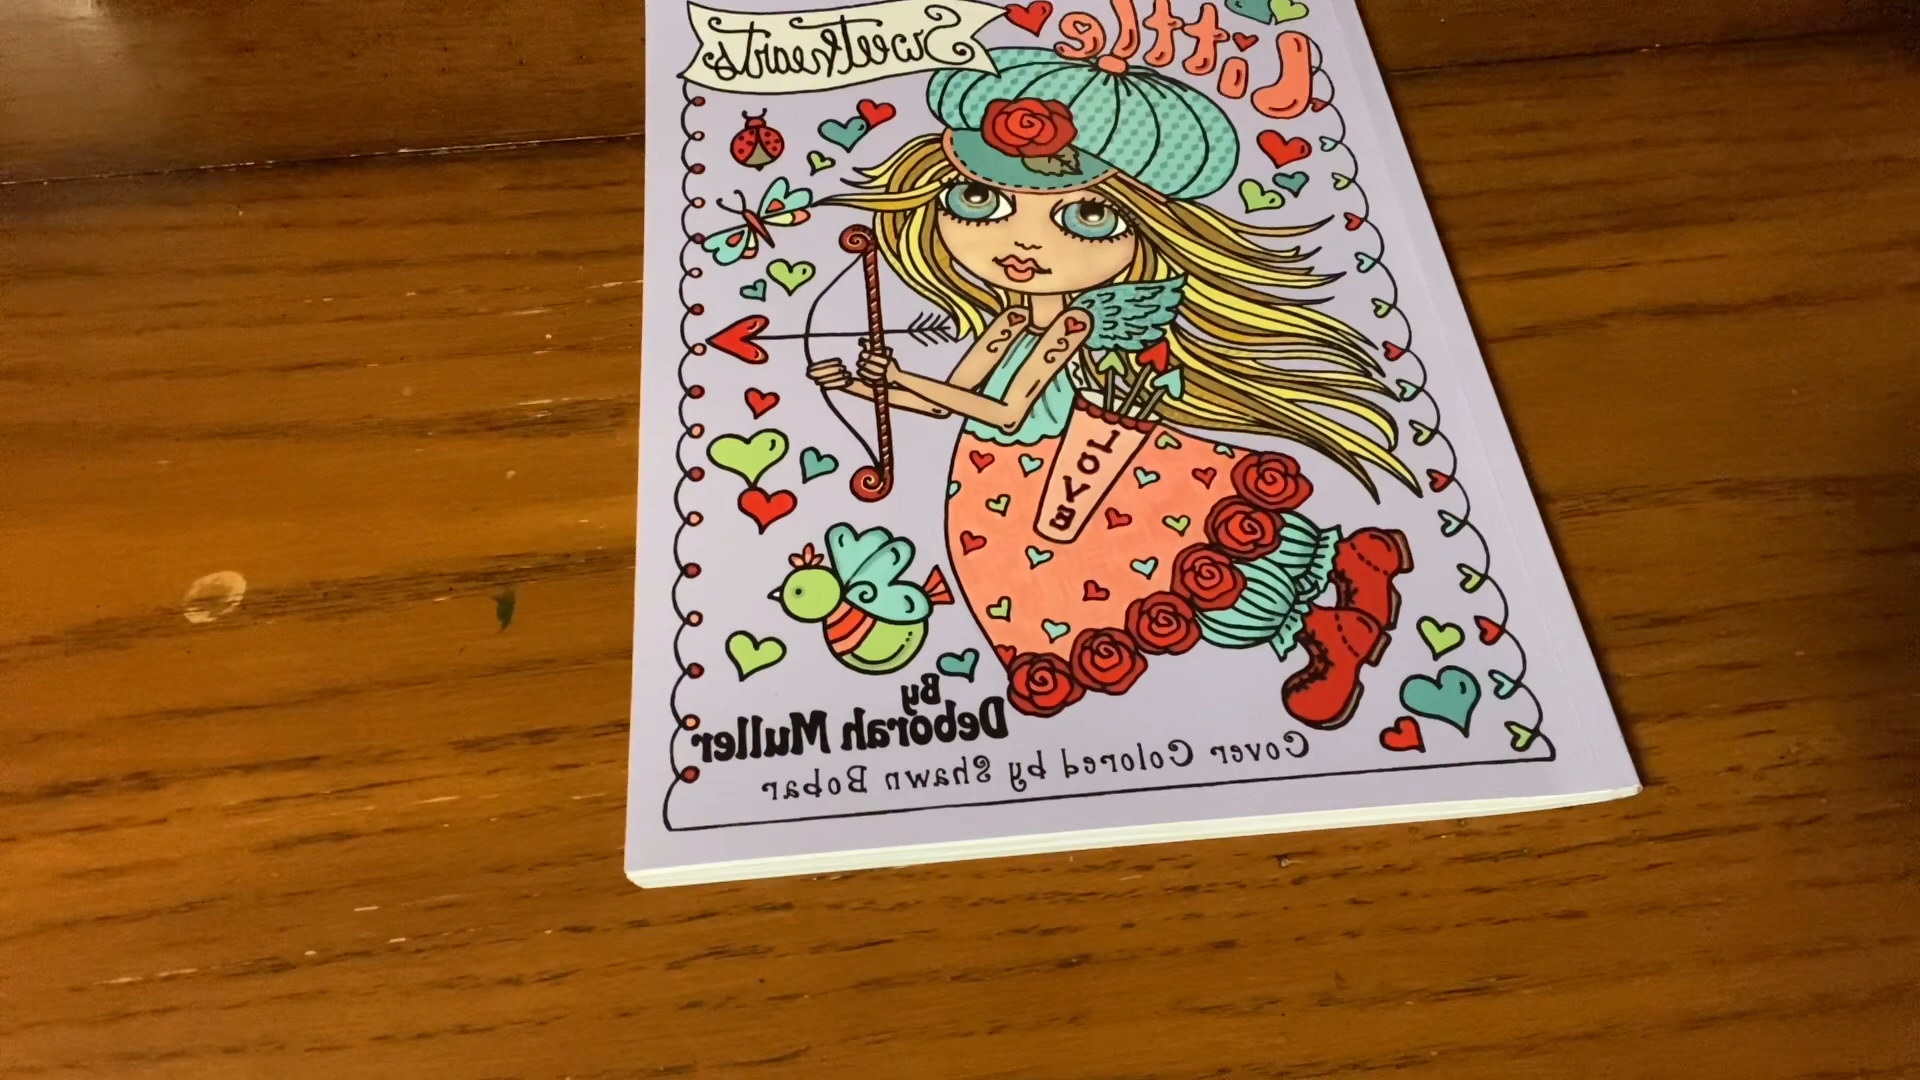 Little
Sweethearts
LOVE
By
Deborah Muller
Cover Colored by Shawn Bobar